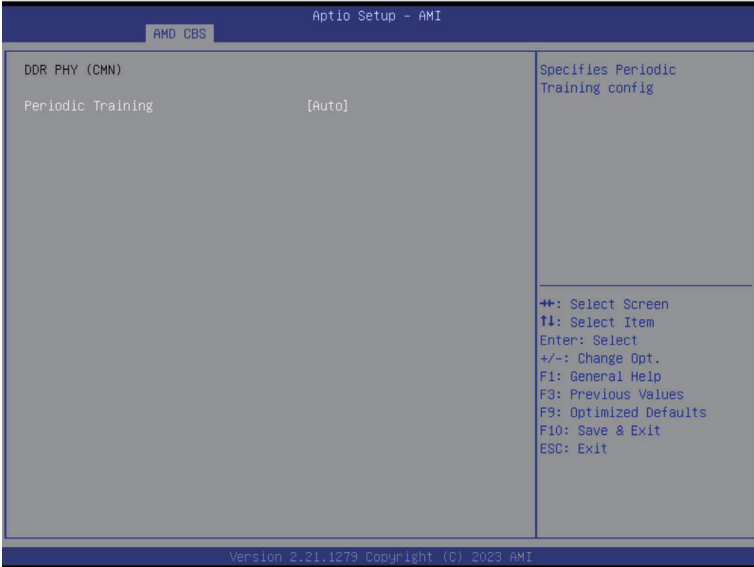 Aptio Setup - AMI
AMD CBS
DDR PHY (CMN)
Periodic Training [Auto]
Specifies Periodic
Training config
→←: Select Screen
↑↓: Select Item
Enter: Select
+/-: Change Opt.
F1: General Help
F3: Previous Values
F9: Optimized Defaults
F10: Save & Exit
ESC: Exit
Version 2.21.1279 Copyright (C) 2023 AMI